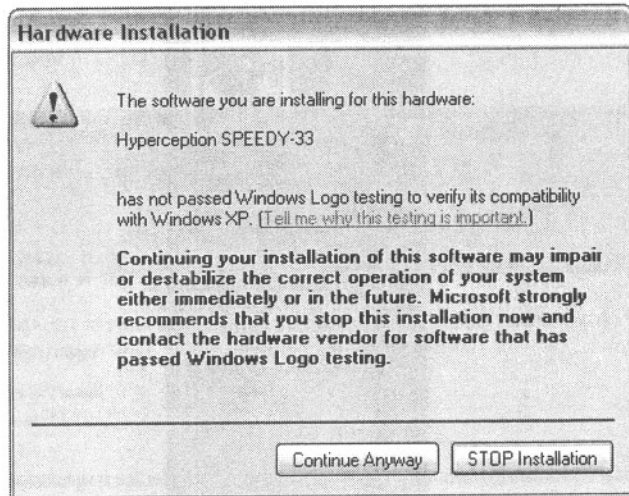 Hardware Installation
The software you are installing for this hardware:
Hyperception SPEEDY-33
has not passed Windows Logo testing to verify its compatibility
with Windows XP. (Tell me why this testing is important.)
Continuing your installation of this software may impair
or destabilize the correct operation of your system
either immediately or in the future. Microsoft strongly
recommends that you stop this installation now and
contact the hardware vendor for software that has
passed Windows Logo testing.
Continue Anyway
STOP Installation